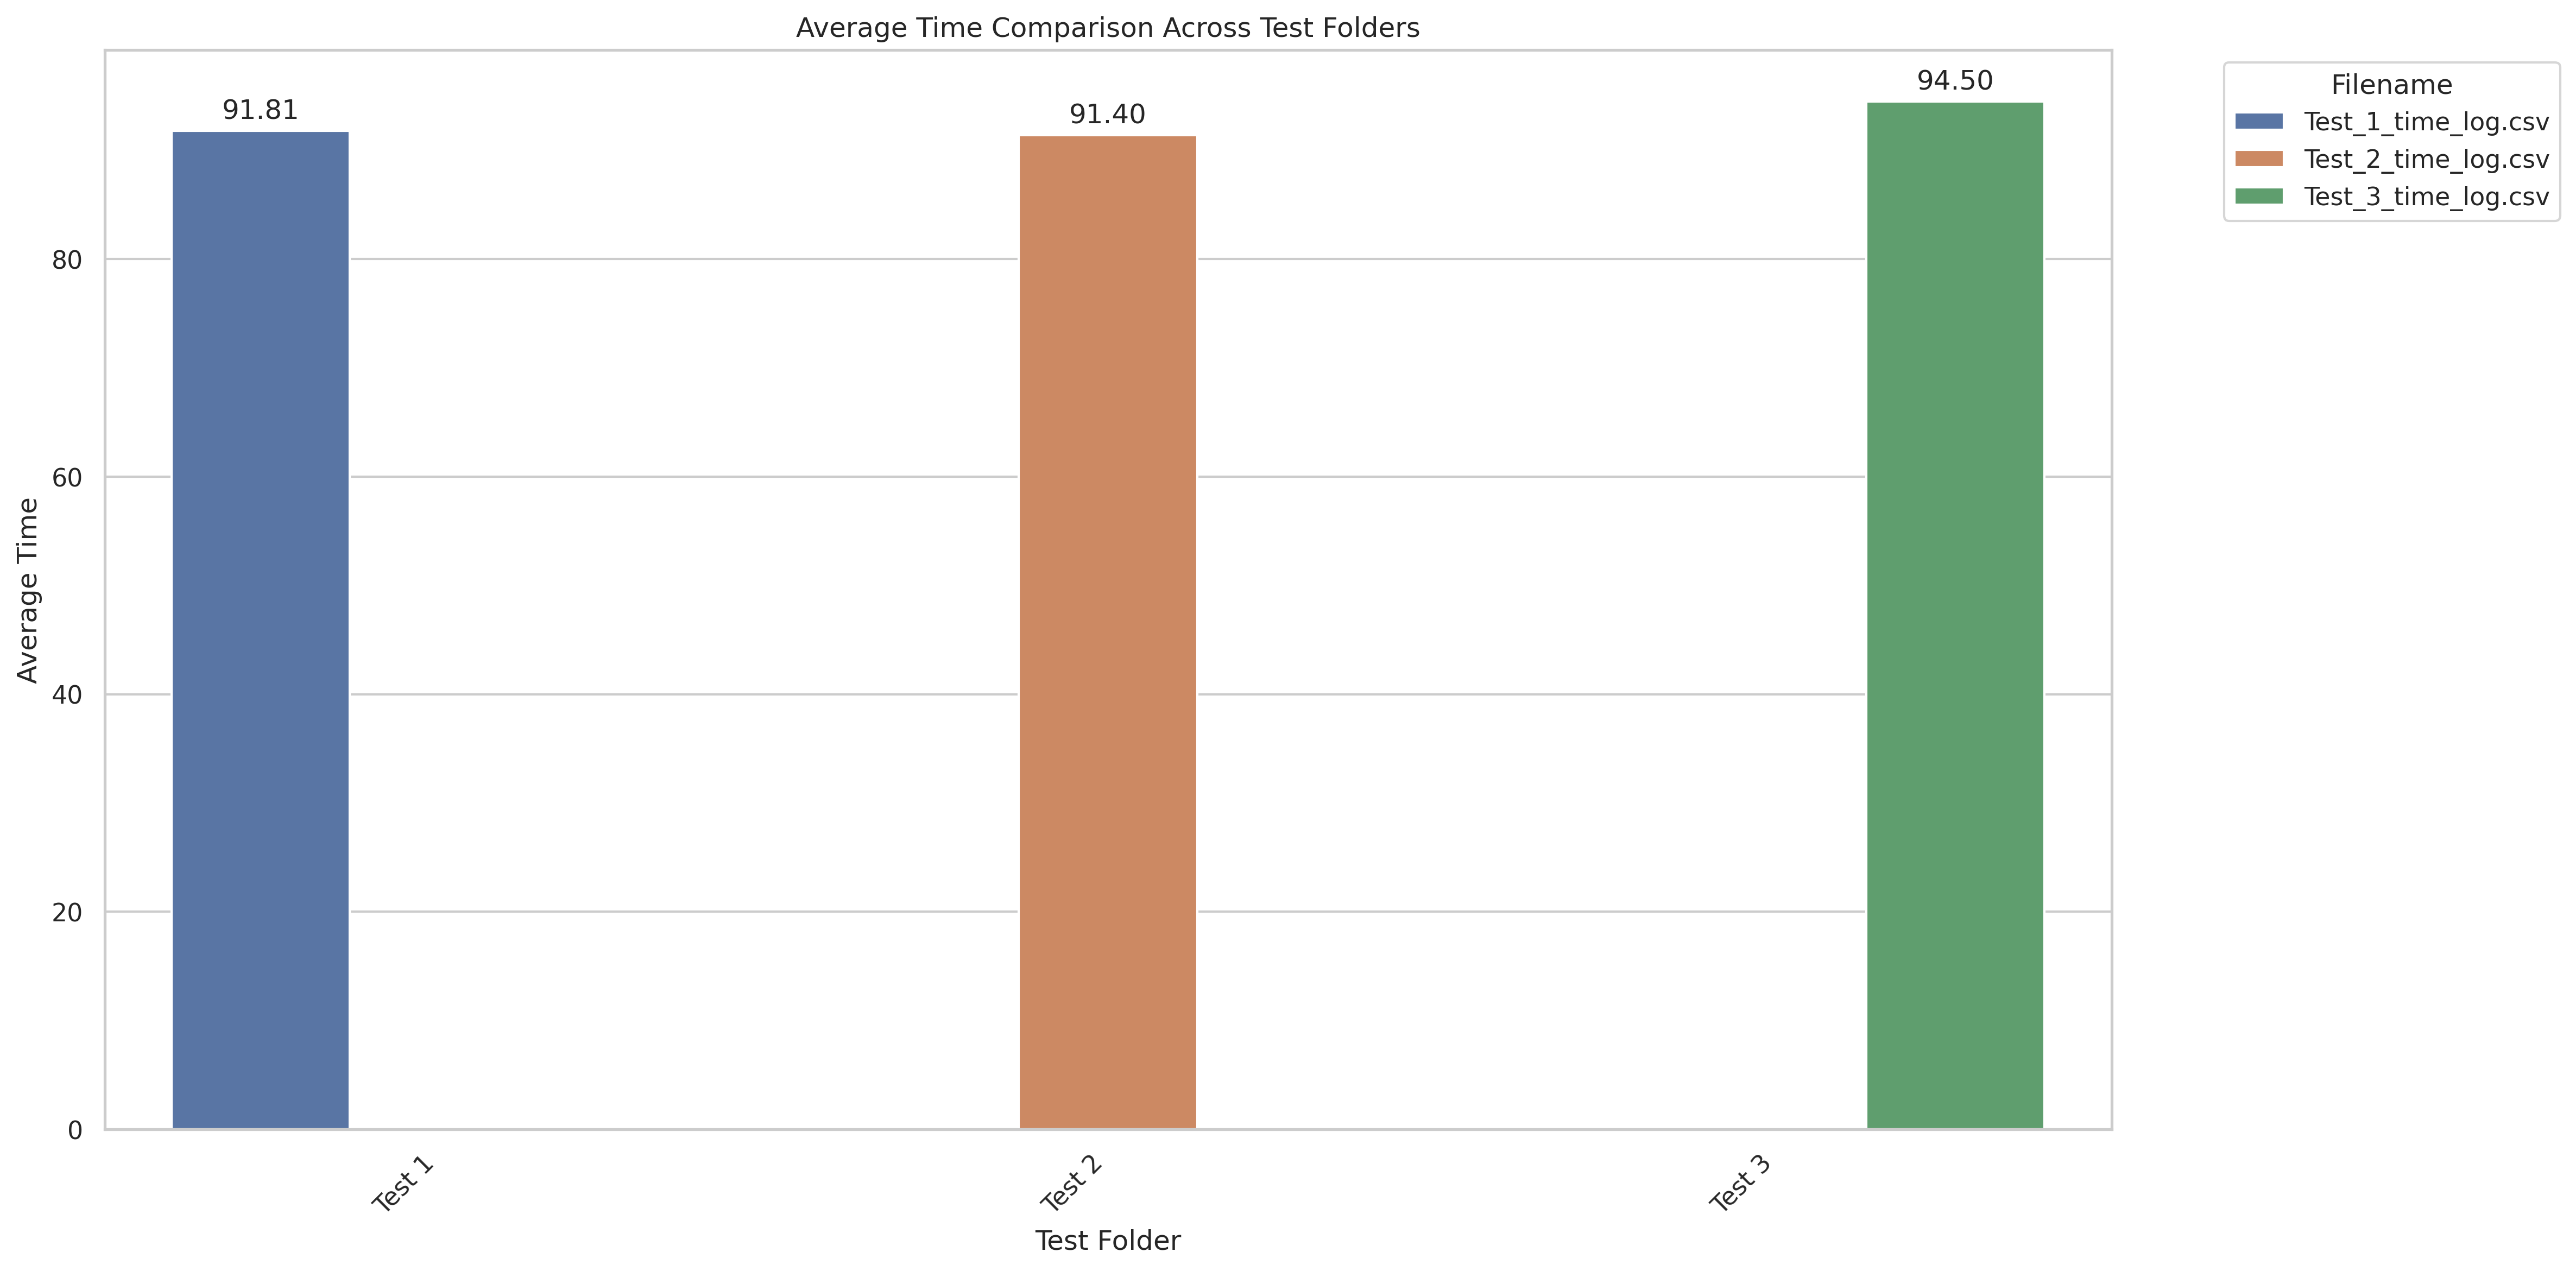 Average Time Comparison Across Test Folders
91.81
91.40
94.50
Filename
Test_1_time_log.csv
Test_2_time_log.csv
Test_3_time_log.csv
80
60
40
20
0
Average Time
Test 1
Test 2
Test 3
Test Folder